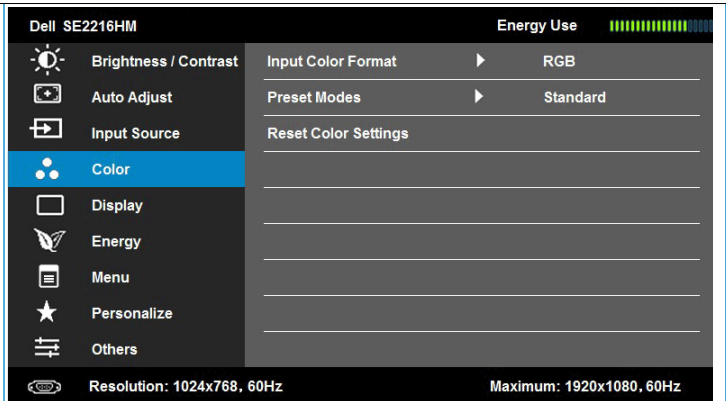 Dell SE2216HM Energy Use
Brightness / Contrast Input Color Format RGB
Auto Adjust Preset Modes Standard
Input Source Reset Color Settings
Color
Display
Energy
Menu
Personalize
Others
Resolution: 1024x768, 60Hz Maximum: 1920x1080, 60Hz